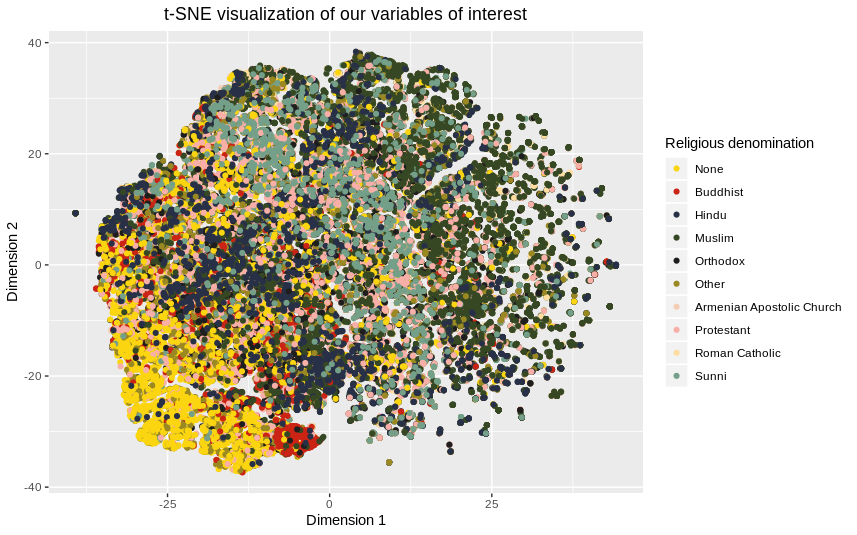 t-SNE visualization of our variables of interest
40
20
0
-20
-40
-25
0
25
Dimension 2
Dimension 1
Religious denomination
None
Buddhist
Hindu
Muslim
Orthodox
Other
Armenian Apostolic Church
Protestant
Roman Catholic
Sunni